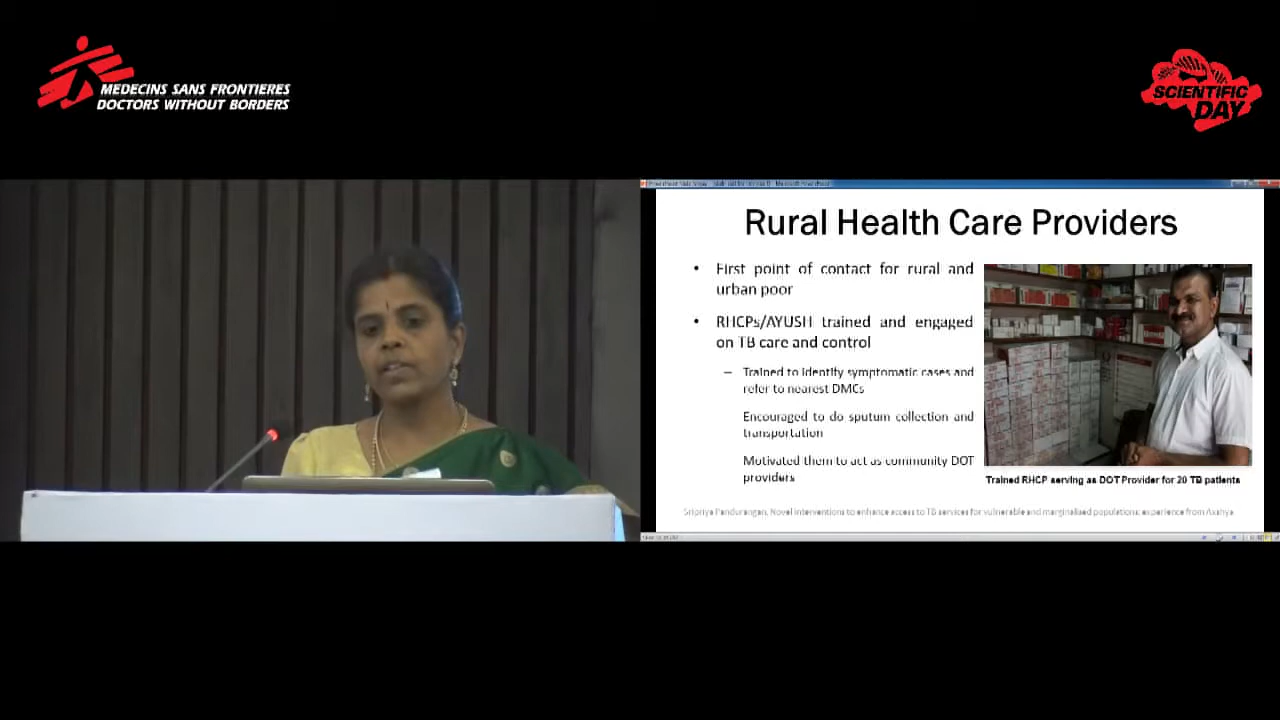 MEDECINS SANS FRONTIERES
DOCTORS WITHOUT BORDERS
SCIENTIFIC
DAY
Rural Health Care Providers
• First point of contact for rural and
urban poor
• RHCPs/AYUSH trained and engaged
on TB care and control
– Trained to identify symptomatic cases and
refer to nearest DMCs
Encouraged to do sputum collection and
transportation
Motivated them to act as community DOT
providers
Trained RHCP serving as DOT Provider for 20 TB patients
Sripriya Pandurangan, Novel interventions to enhance access to TB services for vulnerable and marginalised populations: experience from Axshya